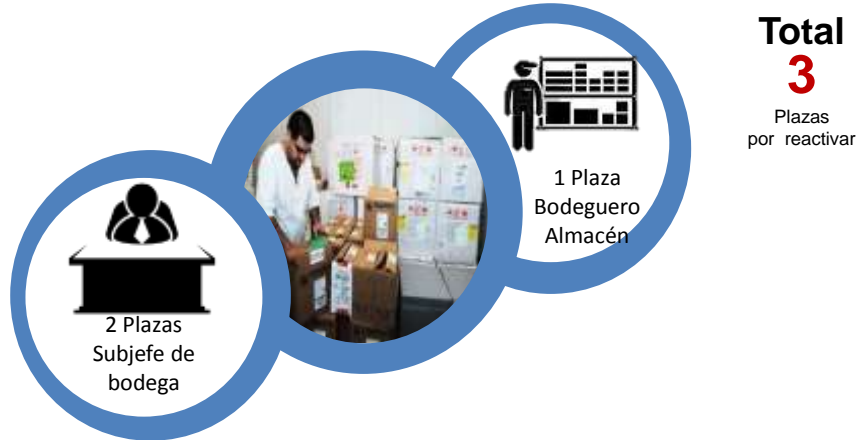 Total
3
Plazas
por reactivar
1 Plaza
Bodeguero
Almacén
2 Plazas
Subjefe de
bodega